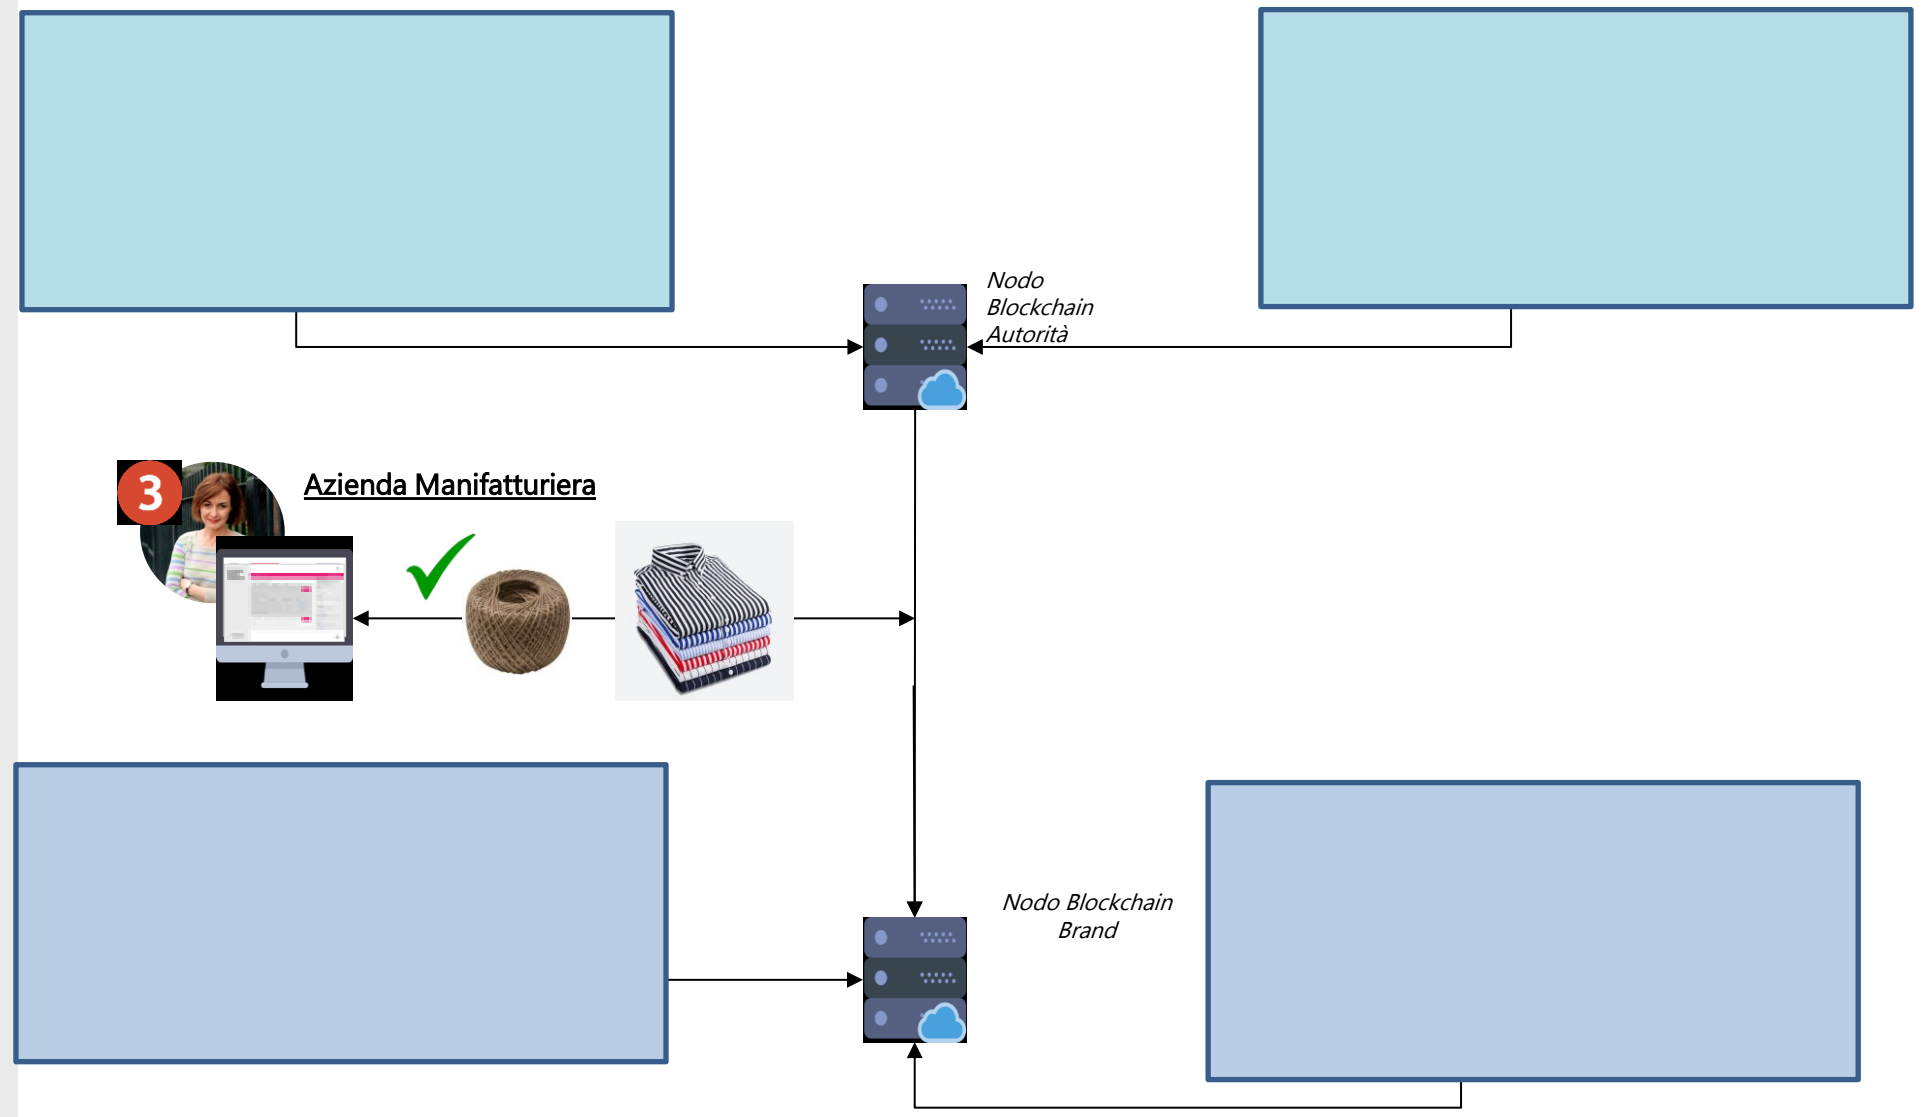 Nodo
Blockchain
Autorità
3
Azienda Manifatturiera
Nodo Blockchain
Brand